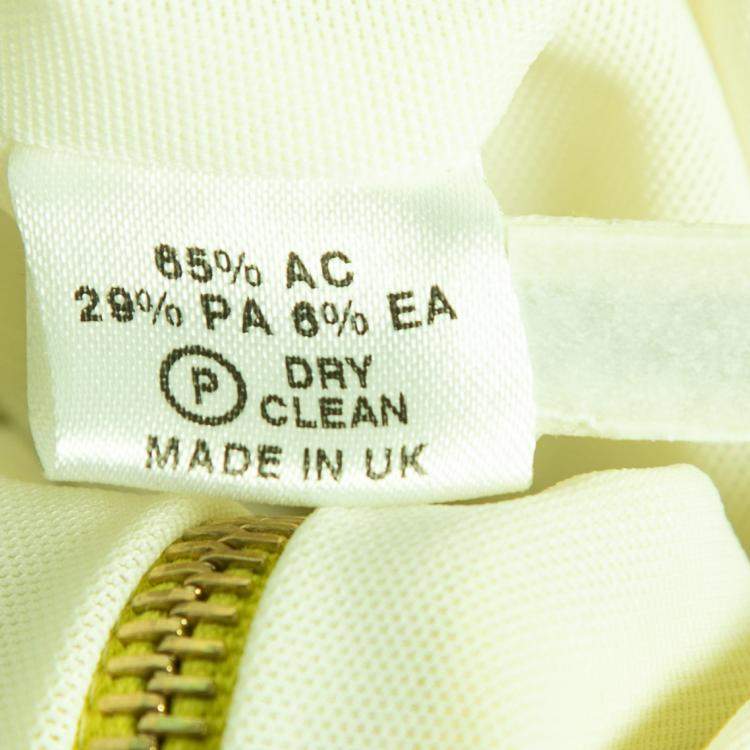 65% AC
29% PA 6% EA
P DRY
CLEAN
MADE IN UK